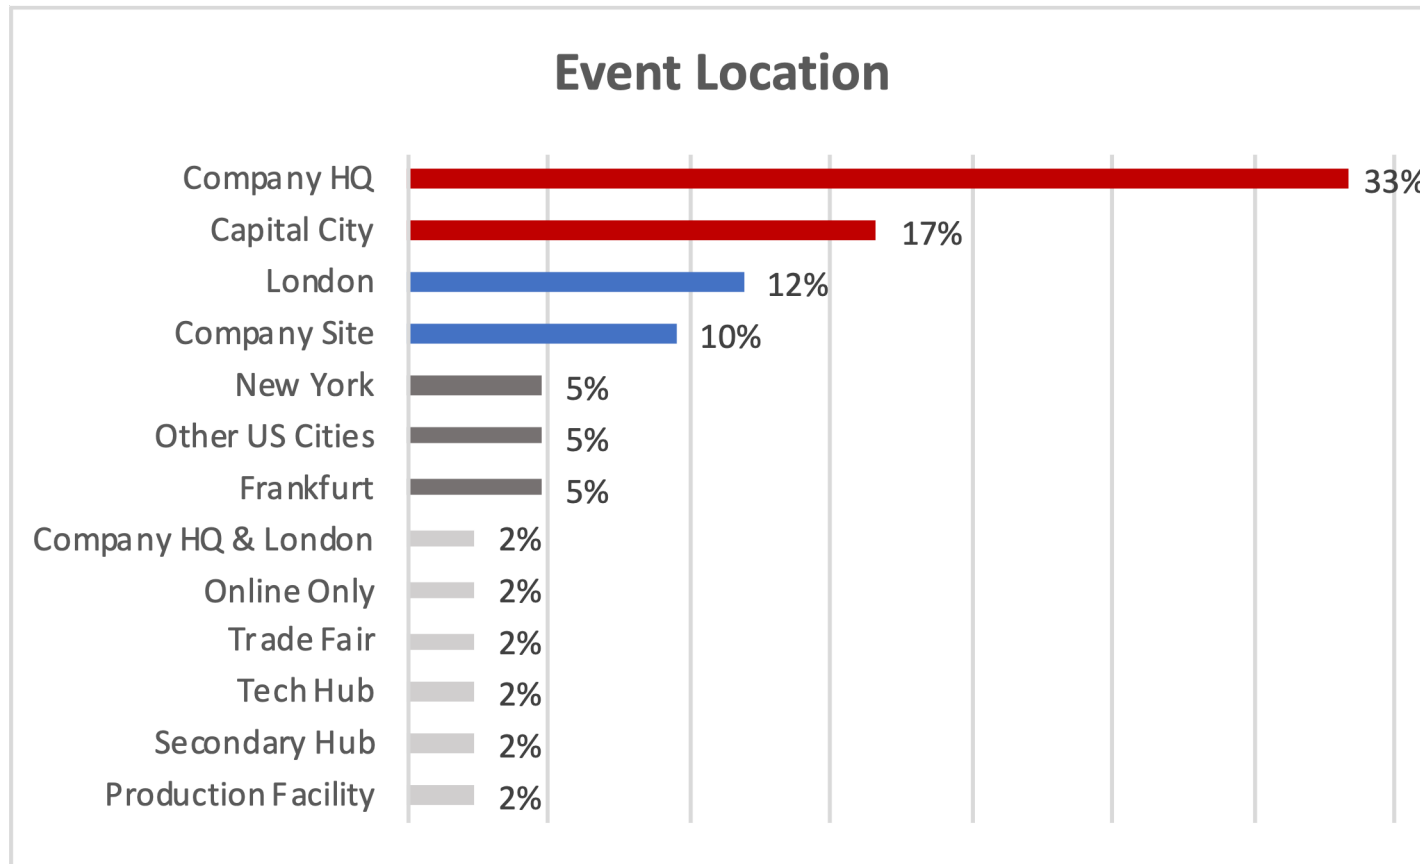 Event Location
Company HQ 33%
Capital City 17%
London 12%
Company Site 10%
New York 5%
Other US Cities 5%
Frankfurt 5%
Company HQ & London 2%
Online Only 2%
Trade Fair 2%
Tech Hub 2%
Secondary Hub 2%
Production Facility 2%